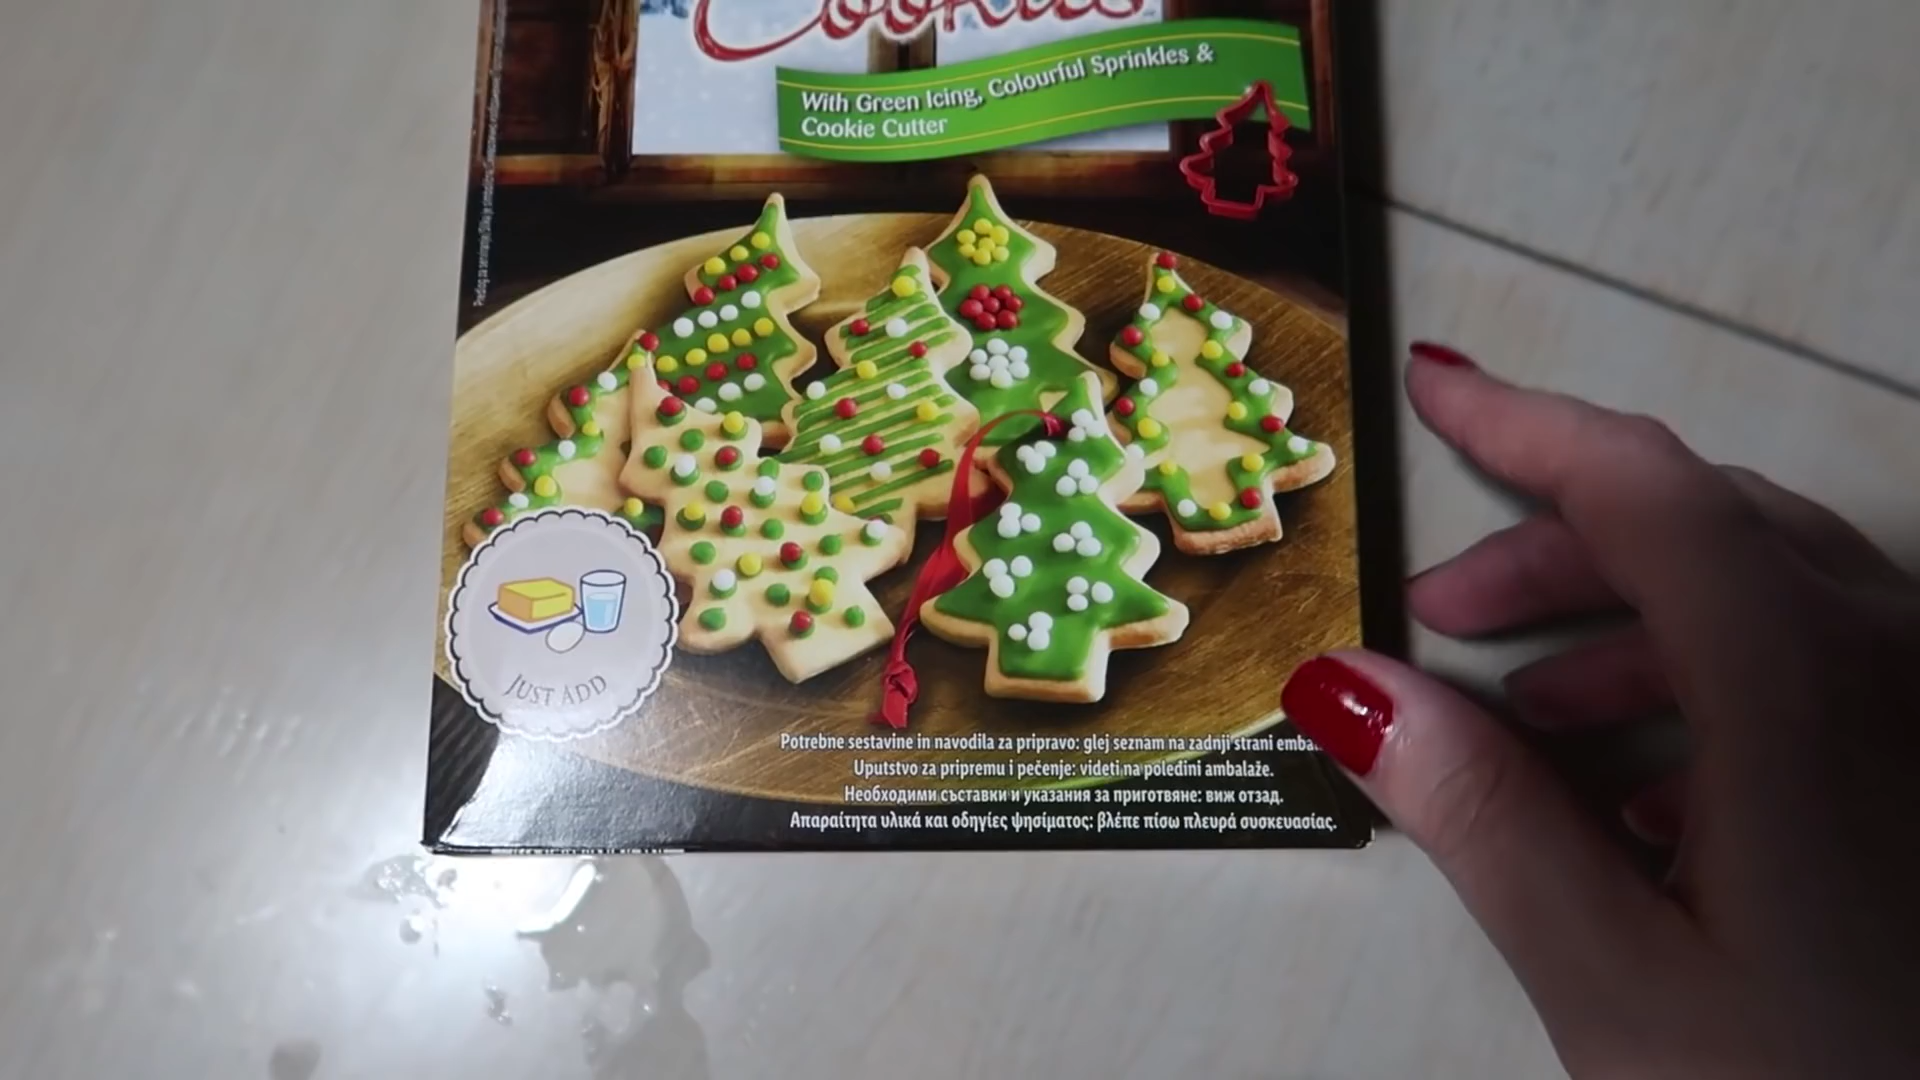 Cookies
With Green Icing, Colourful Sprinkles &
Cookie Cutter
JUST ADD
Potrebne sestavine in navodila za pripravo: glej seznam na zadnji strani
Uputstvo za pripremu i pečenje: videti na poleđini ambalaže.
Необходими съставки и указания за приготвяне: виж отзад.
Απαραίτητα υλικά και οδηγίες ψησίματος: βλέπε πίσω πλευρά συσκευασίας.